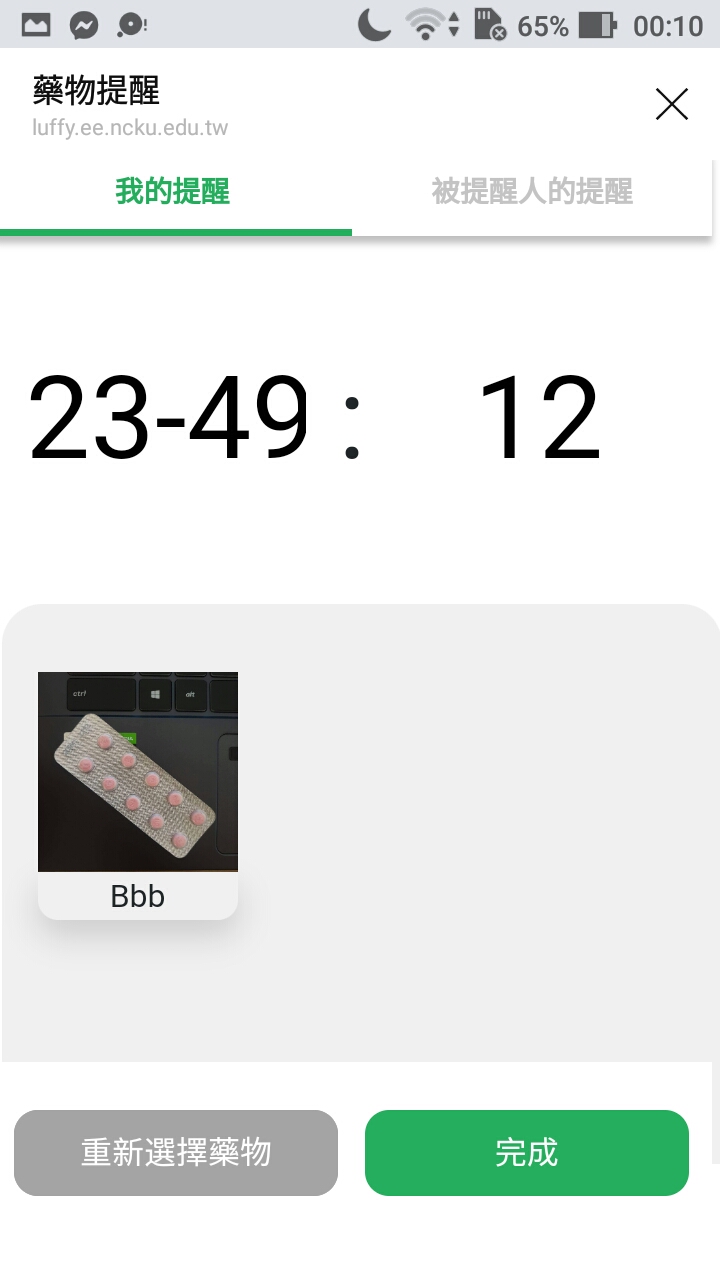 65% 00:10
藥物提醒
luffy.ee.ncku.edu.tw
我的提醒 被提醒人的提醒
23-49 : 12
ctrl alt
Bbb
重新選擇藥物 完成